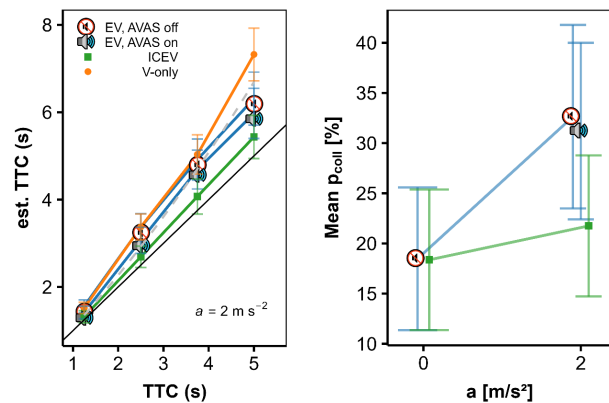 EV, AVAS off
EV, AVAS on
ICEV
V-only
est. TTC (s)
8
6
4
2
a = 2 m s⁻²
1 2 3 4 5
TTC (s)
Mean p_coll [%]
40
35
30
25
20
15
10
0 2
a [m/s²]